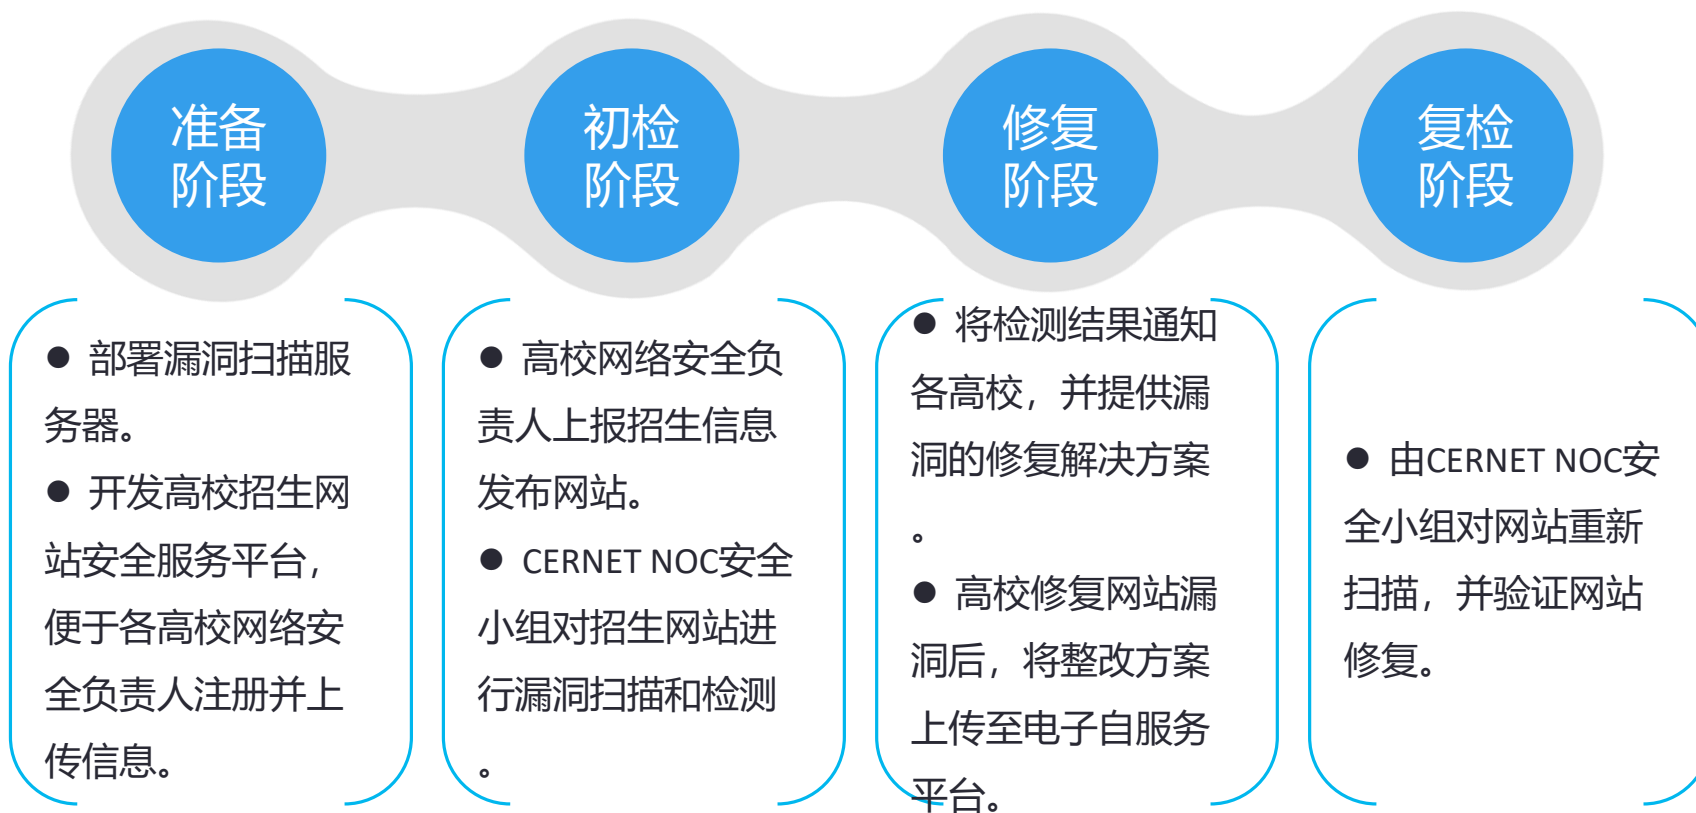 准备
阶段
初检
阶段
修复
阶段
复检
阶段
● 部署漏洞扫描服
务器。
● 开发高校招生网
站安全服务平台，
便于各高校网络安
全负责人注册并上
传信息。
● 高校网络安全负
责人上报招生信息
发布网站。
● CERNET NOC安全
小组对招生网站进
行漏洞扫描和检测
。
● 将检测结果通知
各高校，并提供漏
洞的修复解决方案
。
● 高校修复网站漏
洞后，将整改方案
上传至电子自服务
平台。
● 由CERNET NOC安
全小组对网站重新
扫描，并验证网站
修复。